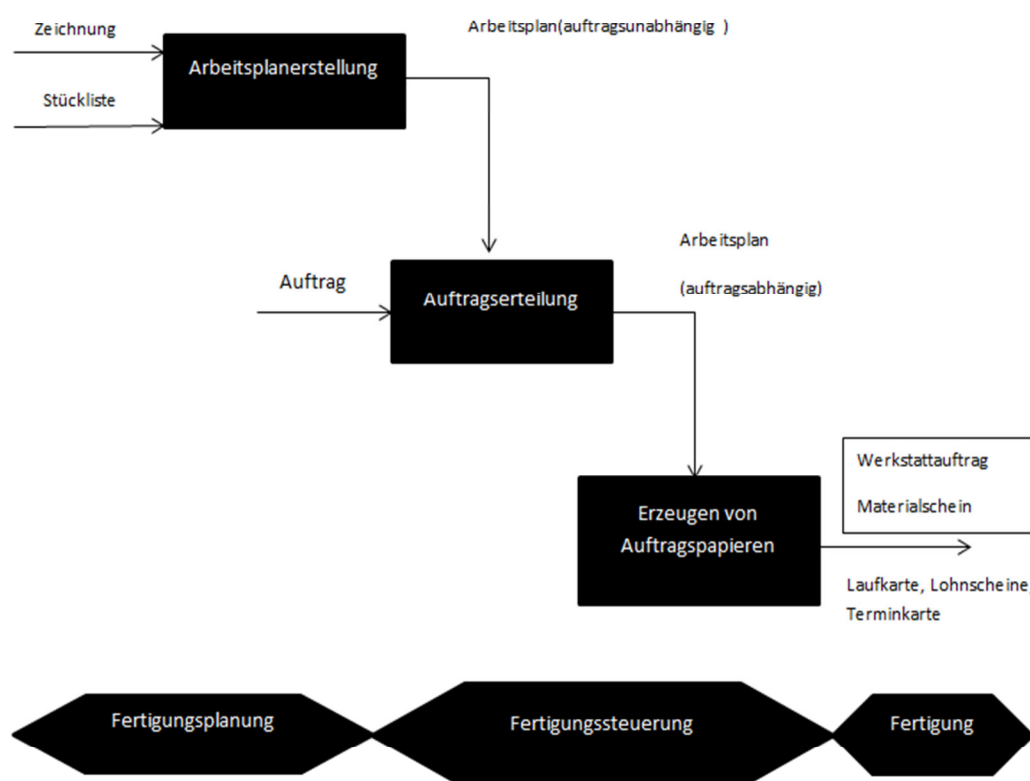 Zeichnung
Arbeitsplan(auftragsunabhängig )
Arbeitsplanerstellung
Stückliste
Arbeitsplan
(auftragsabhängig)
Auftrag
Auftragserteilung
Werkstattauftrag
Materialschein
Erzeugen von
Auftragspapieren
Laufkarte, Lohnscheine,
Terminkarte
Fertigungsplanung
Fertigungssteuerung
Fertigung